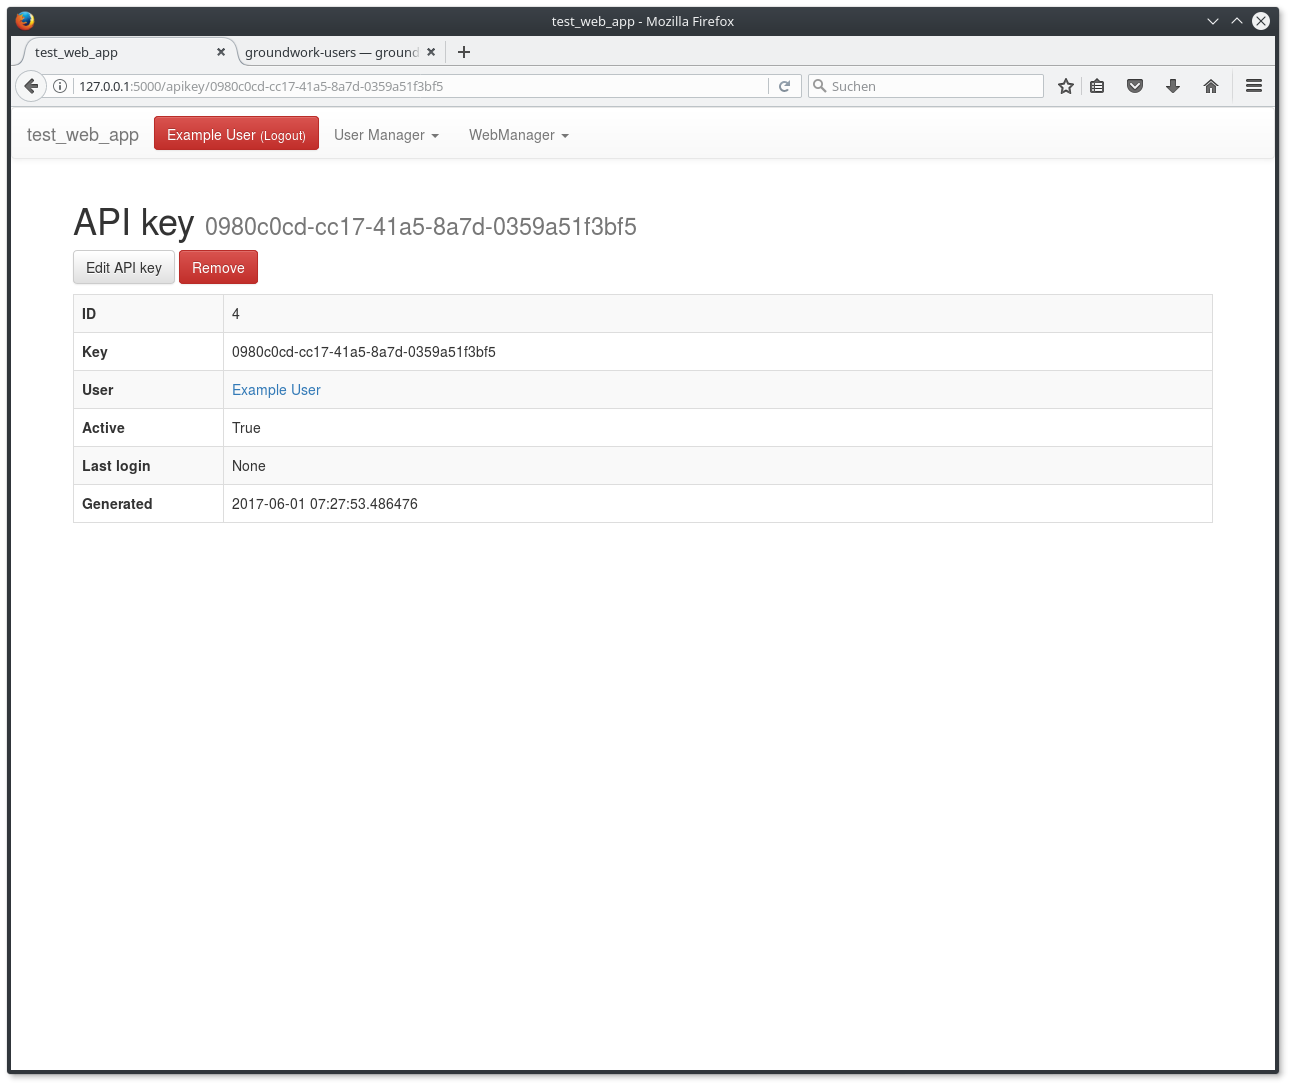 test_web_app - Mozilla Firefox
test_web_app groundwork-users — ground
127.0.0.1:5000/apikey/0980c0cd-cc17-41a5-8a7d-0359a51f3bf5 Suchen
test_web_app Example User (Logout) User Manager WebManager
API key 0980c0cd-cc17-41a5-8a7d-0359a51f3bf5
Edit API key Remove
ID 4
Key 0980c0cd-cc17-41a5-8a7d-0359a51f3bf5
User Example User
Active True
Last login None
Generated 2017-06-01 07:27:53.486476